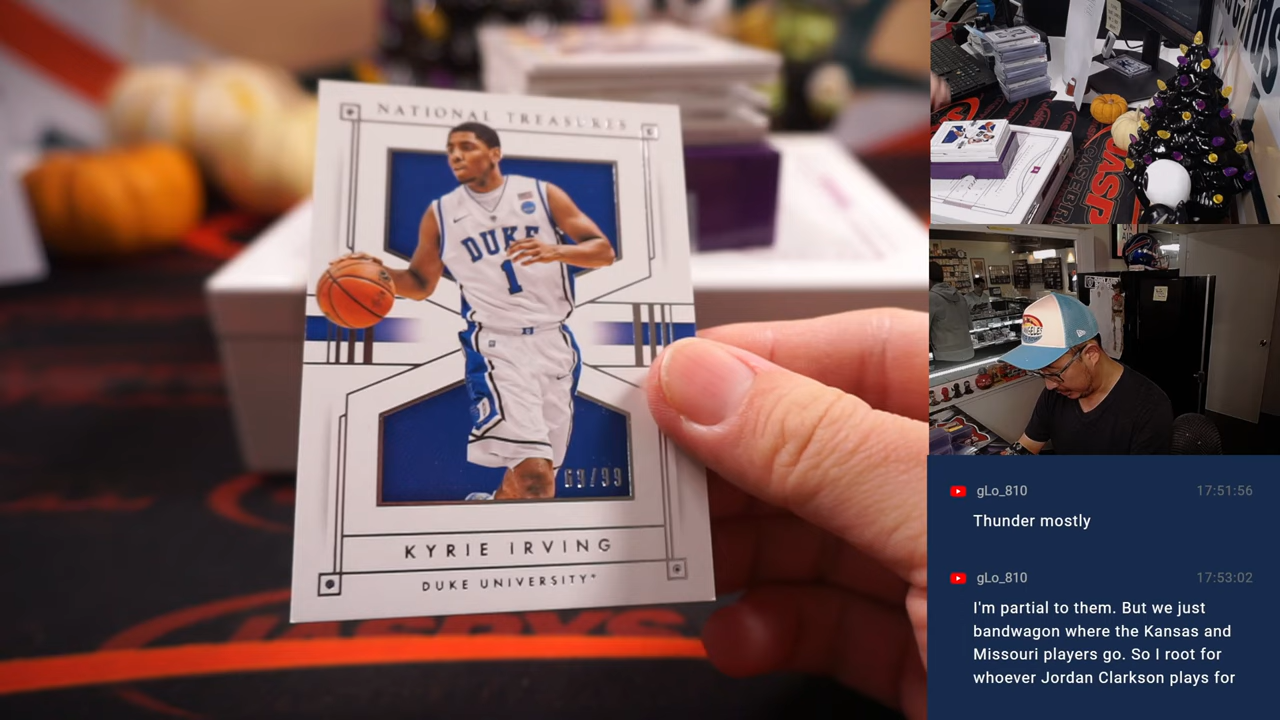 NATIONAL TREASURES
DUKE
1
63/99
KYRIE IRVING
DUKE UNIVERSITY
gLo_810
17:51:56
Thunder mostly
gLo_810
17:53:02
I'm partial to them. But we just
bandwagon where the Kansas and
Missouri players go. So I root for
whoever Jordan Clarkson plays for